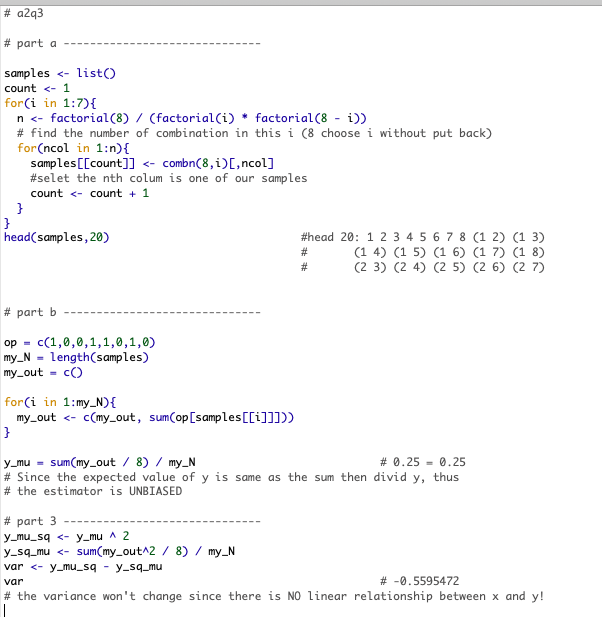 # a2q3
# part a ------------------------------
samples <- list()
count <- 1
for(i in 1:7){
n <- factorial(8) / (factorial(i) * factorial(8 - i))
# find the number of combination in this i (8 choose i without put back)
for(ncol in 1:n){
samples[[count]] <- combn(8,i)[,ncol]
#selet the nth colum is one of our samples
count <- count + 1
}
}
head(samples,20) #head 20: 1 2 3 4 5 6 7 8 (1 2) (1 3)
# (1 4) (1 5) (1 6) (1 7) (1 8)
# (2 3) (2 4) (2 5) (2 6) (2 7)
# part b ------------------------------
op = c(1,0,0,1,1,0,1,0)
my_N = length(samples)
my_out = c()
for(i in 1:my_N){
my_out <- c(my_out, sum(op[samples[[i]]]))
}
y_mu = sum(my_out / 8) / my_N # 0.25 = 0.25
# Since the expected value of y is same as the sum then divid y, thus
# the estimator is UNBIASED
# part 3 ------------------------------
y_mu_sq <- y_mu ^ 2
y_sq_mu <- sum(my_out^2 / 8) / my_N
var <- y_mu_sq - y_sq_mu
var # -0.5595472
# the variance won't change since there is NO linear relationship between x and y!